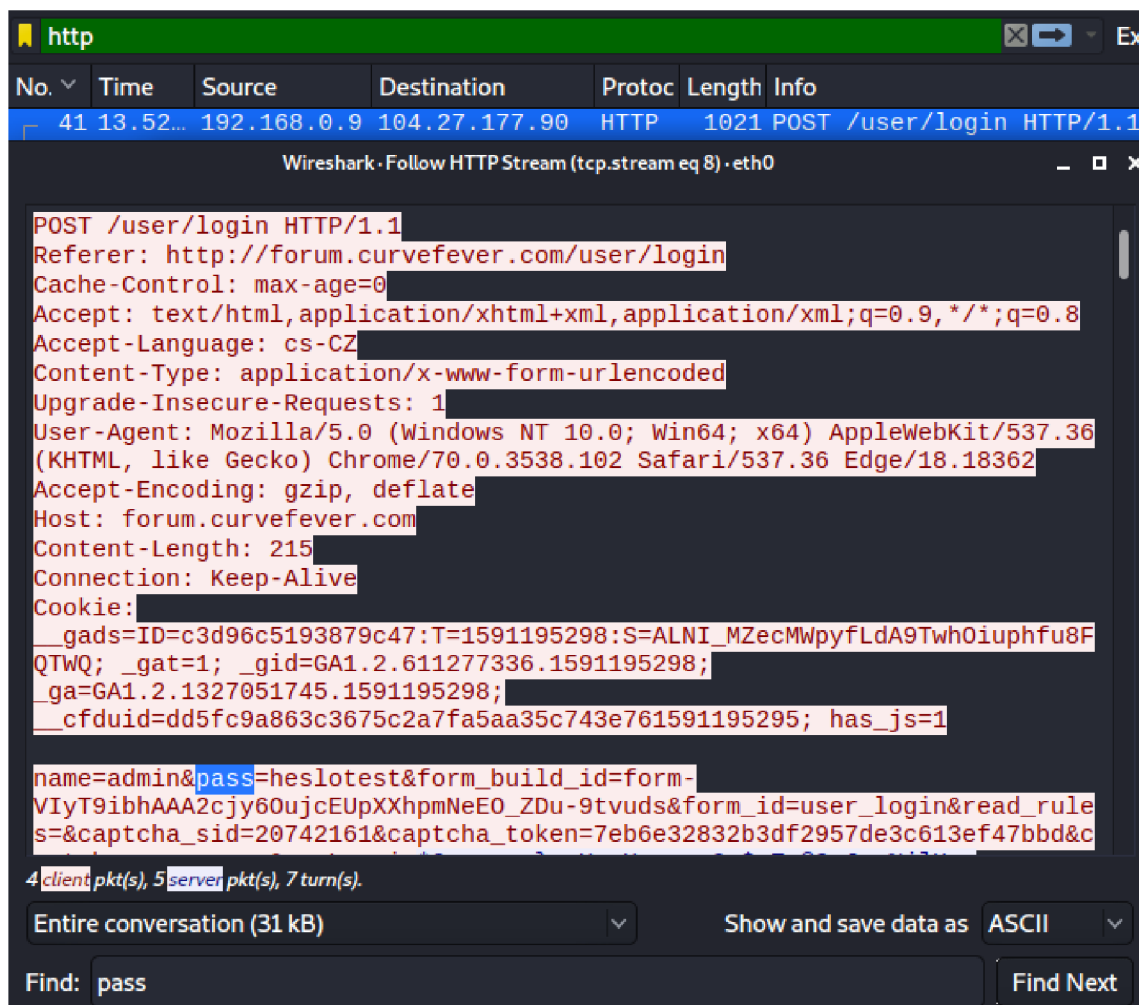 http Ex
No. Time Source Destination Protoc Length Info
41 13.52… 192.168.0.9 104.27.177.90 HTTP 1021 POST /user/login HTTP/1.1
Wireshark · Follow HTTP Stream (tcp.stream eq 8) · eth0
POST /user/login HTTP/1.1
Referer: http://forum.curvefever.com/user/login
Cache-Control: max-age=0
Accept: text/html,application/xhtml+xml,application/xml;q=0.9,*/*;q=0.8
Accept-Language: cs-CZ
Content-Type: application/x-www-form-urlencoded
Upgrade-Insecure-Requests: 1
User-Agent: Mozilla/5.0 (Windows NT 10.0; Win64; x64) AppleWebKit/537.36
(KHTML, like Gecko) Chrome/70.0.3538.102 Safari/537.36 Edge/18.18362
Accept-Encoding: gzip, deflate
Host: forum.curvefever.com
Content-Length: 215
Connection: Keep-Alive
Cookie:
__gads=ID=c3d96c5193879c47:T=1591195298:S=ALNI_MZecMWpyfLdA9TwhOiuphfu8F
QTWQ; _gat=1; _gid=GA1.2.611277336.1591195298;
_ga=GA1.2.1327051745.1591195298;
__cfduid=dd5fc9a863c3675c2a7fa5aa35c743e761591195295; has_js=1
name=admin&pass=heslotest&form_build_id=form-
VIyT9ibhAAA2cjy6OujcEUpXXhpmNeEO_ZDu-9tvuds&form_id=user_login&read_rule
s=&captcha_sid=20742161&captcha_token=7eb6e32832b3df2957de3c613ef47bbd&c
4 client pkt(s), 5 server pkt(s), 7 turn(s).
Entire conversation (31 kB) Show and save data as ASCII
Find: pass Find Next